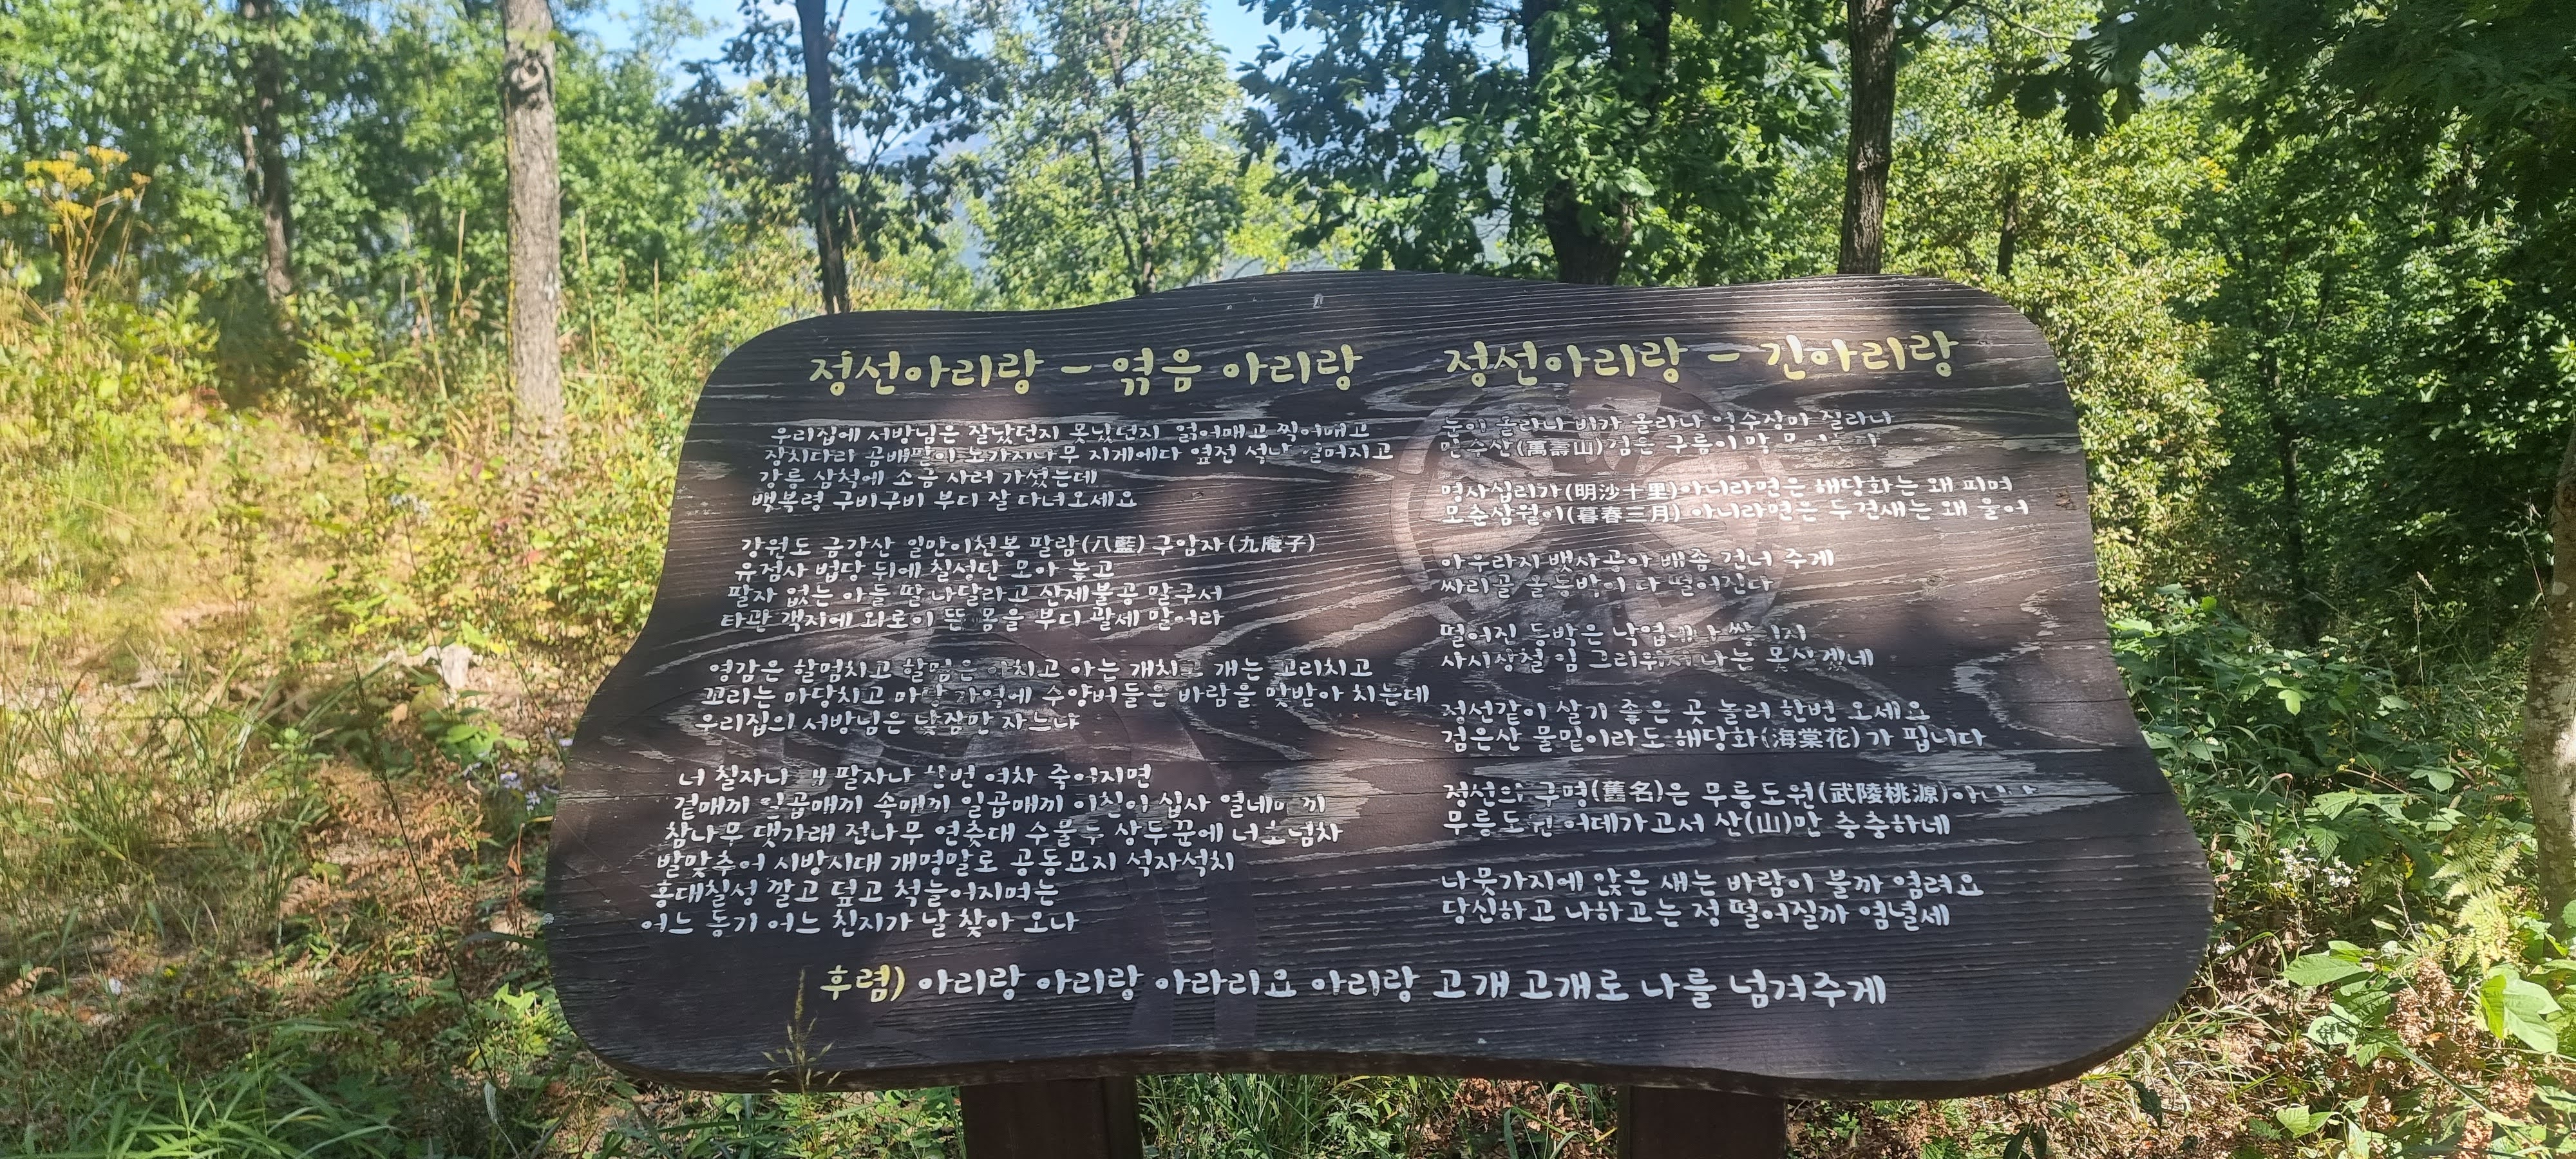 정선아리랑 - 엮음 아리랑
우리집에 서방님은 잘났던지 못났던지 얽어매고 찍어매고
장치다리 곰배팔이 노가지나무 지게에다 엽전 석냥 걸머지고
강릉 삼척에 소금 사러 가셨는데
백복령 구비구비 부디 잘 다녀오세요
강원도 금강산 일만이천봉 팔람(八藍) 구암자(九庵子)
유점사 법당 뒤에 칠성단 모아 놓고
팔자 없는 아들 딸 나달라고 산제불공 말구서
타관 객지에 외로이 뜬 몸을 부디 괄세 말어라
영감은 할멈치고 할멈은 아치고 아는 개치고 개는 꼬리치고
꼬리는 마당치고 마당 가역에 수양버들은 바람을 맞받아 치는데
우리집의 서방님은 낮잠만 자느냐
너 칠자나 내 팔자나 한번 여차 죽어지면
겉매끼 일곱매끼 속매끼 일곱매끼 이칠이 십사 열네매끼
참나무 댓가래 전나무 연춧대 수물두 상두꾼에 너호넘차
발맞추어 시방시대 개명말로 공동묘지 석자석치
홍대칠성 깔고 덮고 척늘어지며는
어느 동기 어느 친지가 날 찾아 오나
정선아리랑 - 긴아리랑
눈이 올라나 비가 올라나 억수장마 질라나
만수산(萬壽山) 검은 구름이 막
명사십리가(明沙十里)아니라면은 해당화는 왜 피며
모순삼월이(暮春三月) 아니라면은 두견새는 왜 울어
아우라지 뱃사공아 배좀 건너 주게
싸리골 올동박이 다 떨어진다
떨어진 동박은 낙엽에나
사시상철 임 그리워서 나는 못살겠네
정선같이 살기 좋은 곳 놀러 한번 오세요
검은산 물밑이라도 해당화(海棠花)가 핍니다
정선의 구명(舊名)은 무릉도원(武陵桃源)
무릉도원 어데가고서 산(山)만 충충하네
나뭇가지에 앉은 새는 바람이 불까 염려요
당신하고 나하고는 정 떨어질까 염녈세
후렴) 아리랑 아리랑 아라리요 아리랑 고개 고개로 나를 넘겨주게